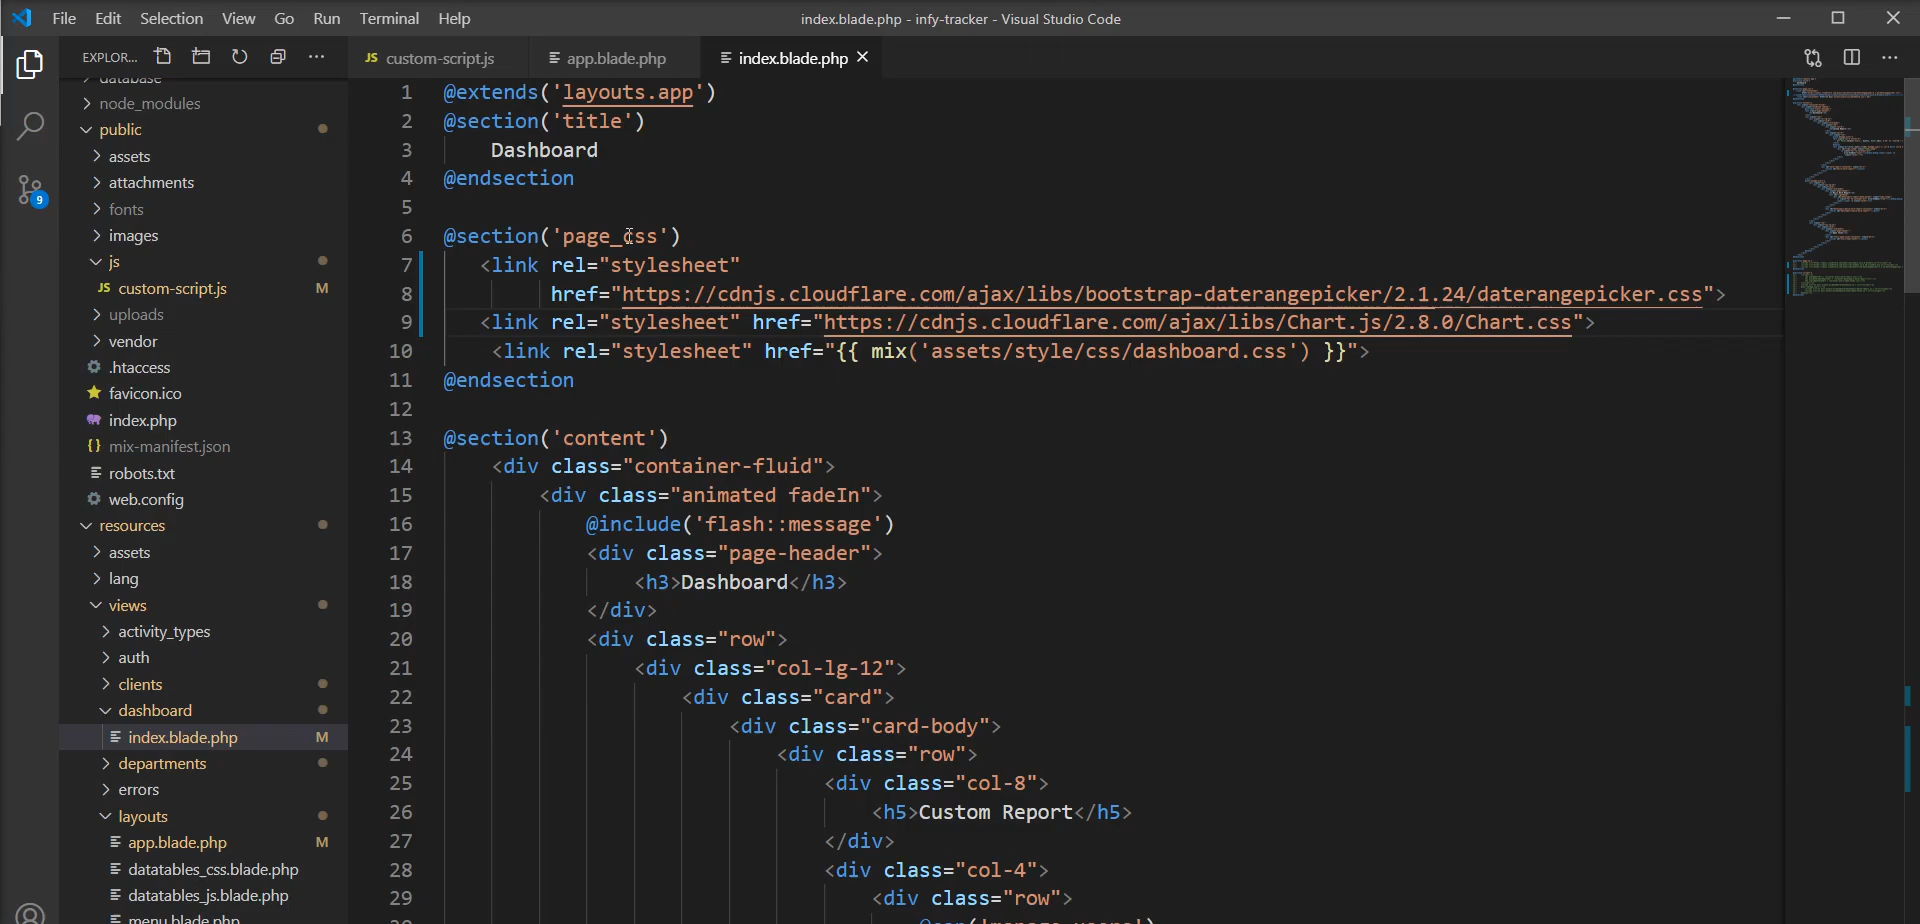 File Edit Selection View Go Run Terminal Help
index.blade.php - infy-tracker - Visual Studio Code
EXPLOR...
JS custom-script.js
app.blade.php
index.blade.php
database
node_modules
public
assets
attachments
fonts
images
js
JS custom-script.js M
uploads
vendor
.htaccess
favicon.ico
index.php
{} mix-manifest.json
robots.txt
web.config
resources
assets
lang
views
activity_types
auth
clients
dashboard
index.blade.php M
departments
errors
layouts
app.blade.php M
datatables_css.blade.php
datatables_js.blade.php
menu.blade.php
9
1 @extends('layouts.app')
2 @section('title')
3 Dashboard
4 @endsection
5
6 @section('page_css')
7 <link rel="stylesheet"
8 href="https://cdnjs.cloudflare.com/ajax/libs/bootstrap-daterangepicker/2.1.24/daterangepicker.css">
9 <link rel="stylesheet" href="https://cdnjs.cloudflare.com/ajax/libs/Chart.js/2.8.0/Chart.css">
10 <link rel="stylesheet" href="{{ mix('assets/style/css/dashboard.css') }}">
11 @endsection
12
13 @section('content')
14 <div class="container-fluid">
15 <div class="animated fadeIn">
16 @include('flash::message')
17 <div class="page-header">
18 <h3>Dashboard</h3>
19 </div>
20 <div class="row">
21 <div class="col-lg-12">
22 <div class="card">
23 <div class="card-body">
24 <div class="row">
25 <div class="col-8">
26 <h5>Custom Report</h5>
27 </div>
28 <div class="col-4">
29 <div class="row">